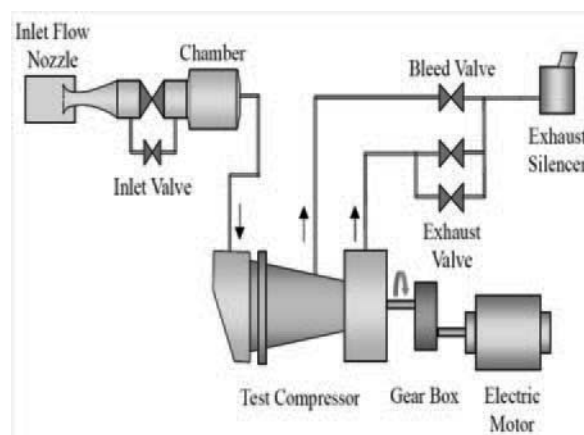 Inlet Flow
Nozzle
Chamber
Inlet Valve
Bleed Valve
Exhaust
Silencer
Exhaust
Valve
Test Compressor
Gear Box
Electric
Motor